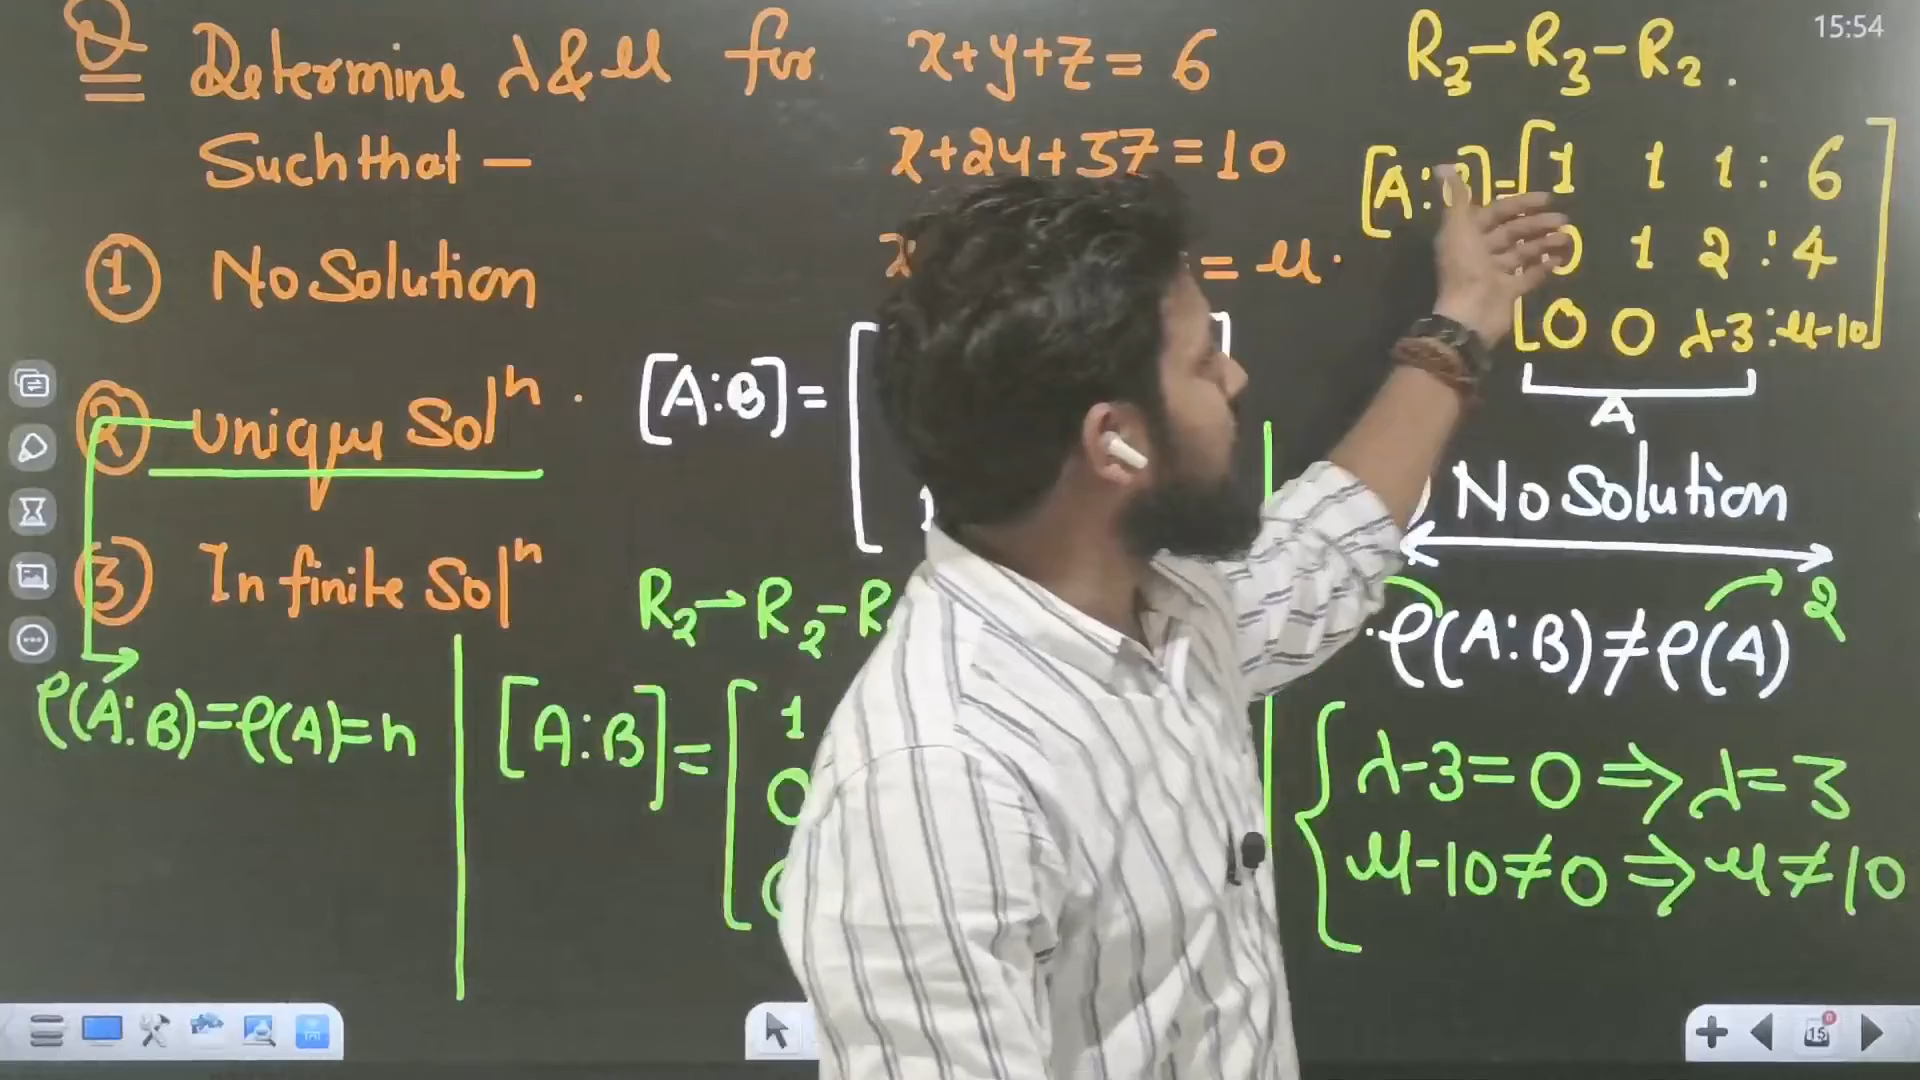 Q Determine λ & μ for x+y+z = 6
Such that — x+2y+3z = 10
= μ.
① No Solution
② Unique Solⁿ.
③ Infinite Solⁿ
ρ(A:B)=ρ(A)=n
[A:B] = [
R₂→R₂-R
[A:B] = [ 1
0
R₃→R₃-R₂.
[A:B] = [ 1 1 1 : 6 ]
0 1 2 : 4
0 0 λ-3 : μ-10
A
No Solution
ρ(A:B)≠ρ(A) 2
λ-3=0 ⇒ λ=3
μ-10≠0 ⇒ μ≠10
15:54
15